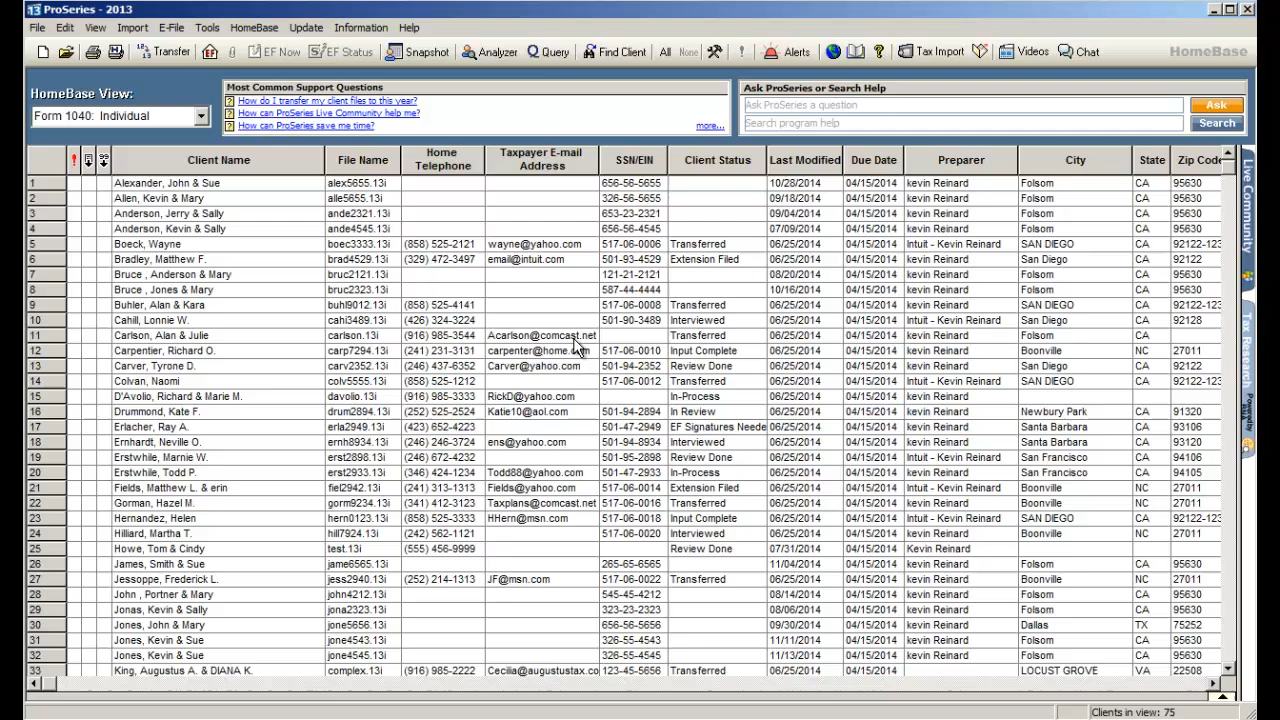 13 ProSeries - 2013
File Edit View Import E-File Tools HomeBase Update Information Help
Transfer EF Now EF Status Snapshot Analyzer Query Find Client All None Alerts Tax Import Videos Chat HomeBase
HomeBase View:
Form 1040: Individual
Most Common Support Questions
How do I transfer my client files to this year?
How can ProSeries Live Community help me?
How can ProSeries save me time?
more...
Ask ProSeries or Search Help
Ask ProSeries a question Ask
Search program help Search
Client Name File Name Home Telephone Taxpayer E-mail Address SSN/EIN Client Status Last Modified Due Date Preparer City State Zip Code
1 Alexander, John & Sue alex5655.13i 656-56-5655 10/28/2014 04/15/2014 kevin Reinard Folsom CA 95630
2 Allen, Kevin & Mary alle5655.13i 326-56-5655 09/18/2014 04/15/2014 kevin Reinard Folsom CA 95630
3 Anderson, Jerry & Sally ande2321.13i 653-23-2321 09/04/2014 04/15/2014 kevin Reinard Folsom CA 95630
4 Anderson, Kevin & Sally ande4545.13i 656-56-4545 07/09/2014 04/15/2014 kevin Reinard Folsom CA 95630
5 Boeck, Wayne boec3333.13i (858) 525-2121 wayne@yahoo.com 517-06-0006 Transferred 06/25/2014 04/15/2014 Intuit - Kevin Reinard SAN DIEGO CA 92122-123
6 Bradley, Matthew F. brad4529.13i (329) 472-3497 email@intuit.com 501-93-4529 Extension Filed 06/25/2014 04/15/2014 Intuit - Kevin Reinard San Diego CA 92122
7 Bruce , Anderson & Mary bruc2121.13i 121-21-2121 08/20/2014 04/15/2014 kevin Reinard Folsom CA 95630
8 Bruce , Jones & Mary bruc2323.13i 587-44-4444 10/16/2014 04/15/2014 kevin Reinard Folsom CA 95630
9 Buhler, Alan & Kara buhl9012.13i (858) 525-4141 517-06-0008 Transferred 06/25/2014 04/15/2014 kevin Reinard SAN DIEGO CA 92122-123
10 Cahill, Lonnie W. cahi3489.13i (426) 324-3224 501-90-3489 Interviewed 06/25/2014 04/15/2014 Intuit - Kevin Reinard San Diego CA 92128
11 Carlson, Alan & Julie carlson.13i (916) 985-3544 Acarlson@comcast.net Transferred 06/25/2014 04/15/2014 kevin Reinard Folsom CA 95630
12 Carpentier, Richard O. carp7294.13i (241) 231-3131 517-06-0010 Input Complete 06/25/2014 04/15/2014 kevin Reinard Boonville NC 27011
13 Carver, Tyrone D. carv2352.13i (246) 437-6352 Carver@yahoo.com 501-94-2352 Review Done 06/25/2014 04/15/2014 kevin Reinard San Diego CA 92122
14 Colvan, Naomi colv5555.13i (858) 525-1212 517-06-0012 Transferred 06/25/2014 04/15/2014 Intuit - Kevin Reinard SAN DIEGO CA 92122-123
15 D'Avolio, Richard & Marie M. davolio.13i (916) 985-3333 RickD@yahoo.com In-Process 06/25/2014 04/15/2014 kevin Reinard CA
16 Drummond, Kate F. drum2894.13i (252) 525-2524 Katie10@aol.com 501-94-2894 In Review 06/25/2014 04/15/2014 kevin Reinard Newbury Park CA 91320
17 Erlacher, Ray A. erla2949.13i (423) 652-4223 501-47-2949 EF Signatures Neede 06/25/2014 04/15/2014 kevin Reinard Santa Barbara CA 93106
18 Ernhardt, Neville O. ernh8934.13i (246) 246-3724 ens@yahoo.com 501-94-8934 Interviewed 06/25/2014 04/15/2014 kevin Reinard Santa Barbara CA 93120
19 Erstwhile, Marnie W. erst2898.13i (246) 672-4232 501-95-2898 Review Done 06/25/2014 04/15/2014 Intuit - Kevin Reinard San Francisco CA 94106
20 Erstwhile, Todd P. erst2933.13i (346) 424-1234 Todd88@yahoo.com 501-47-2933 In-Process 06/25/2014 04/15/2014 kevin Reinard San Francisco CA 94105
21 Fields, Matthew L. & erin fiel2942.13i (241) 313-1313 Fields@yahoo.com 517-06-0014 Extension Filed 06/25/2014 04/15/2014 Intuit - Kevin Reinard Boonville NC 27011
22 Gorman, Hazel M. gorm9234.13i (341) 412-3123 Taxplans@comcast.net 517-06-0016 Transferred 06/25/2014 04/15/2014 kevin Reinard Boonville NC 27011
23 Hernandez, Helen hern0123.13i (858) 525-3333 HHern@msn.com 517-06-0018 Input Complete 06/25/2014 04/15/2014 Intuit - Kevin Reinard SAN DIEGO CA 92122-123
24 Hilliard, Martha T. hill7924.13i (242) 562-1121 517-06-0020 Interviewed 06/25/2014 04/15/2014 kevin Reinard Boonville NC 27011
25 Howe, Tom & Cindy test.13i (555) 456-9999 Review Done 07/31/2014 04/15/2014 Kevin Reinard
26 James, Smith & Sue jame6565.13i 265-65-6565 11/04/2014 04/15/2014 kevin Reinard Folsom CA 95630
27 Jessoppe, Frederick L. jess2940.13i (252) 214-1313 JF@msn.com 517-06-0022 Transferred 06/25/2014 04/15/2014 kevin Reinard Boonville NC 27011
28 John , Portner & Mary john4212.13i 545-45-4212 08/14/2014 04/15/2014 kevin Reinard Folsom CA 95630
29 Jonas, Kevin & Sally jona2323.13i 323-23-2323 08/06/2014 04/15/2014 kevin Reinard Folsom CA 95630
30 Jones, John & Mary jone5656.13i 656-56-5656 09/30/2014 04/15/2014 kevin Reinard Dallas TX 75252
31 Jones, Kevin & Sue jone4543.13i 326-55-4543 11/11/2014 04/15/2014 kevin Reinard Folsom CA 95630
32 Jones, Kevin & Sue jone4545.13i 326-55-4545 11/13/2014 04/15/2014 kevin Reinard Folsom CA 95630
33 King, Augustus A. & DIANA K. complex.13i (916) 985-2222 Cecilia@augustustax.co 123-45-5656 Transferred 06/25/2014 04/15/2014 LOCUST GROVE VA 22508
Live Community
Tax Research
Clients in view: 75